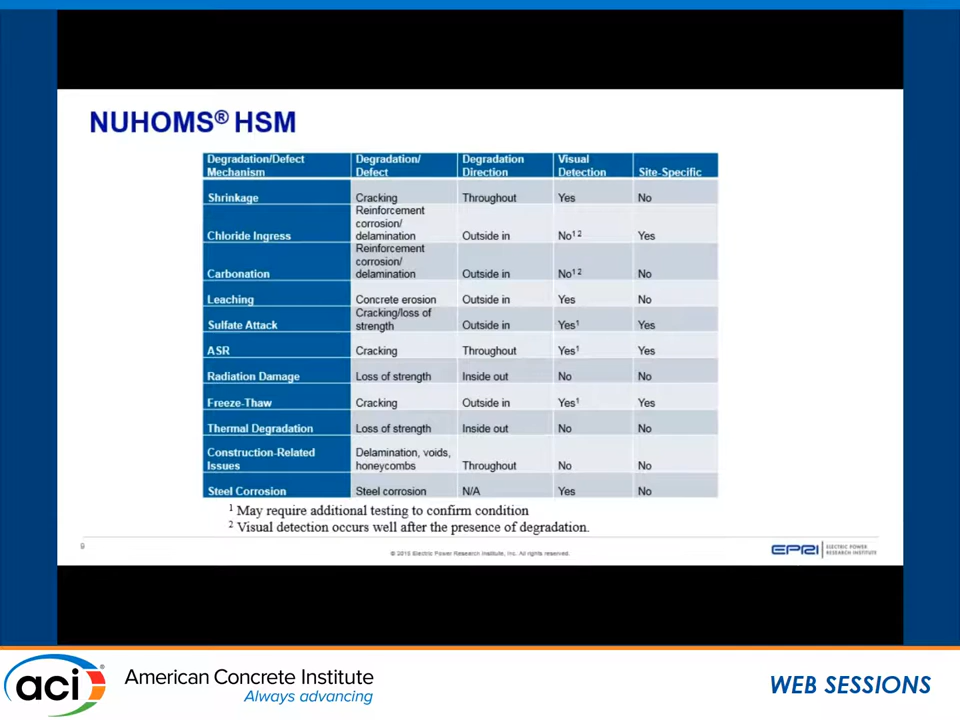 NUHOMS® HSM
Degradation/Defect Mechanism Degradation/ Defect Degradation Direction Visual Detection Site-Specific
Shrinkage Cracking Throughout Yes No
Chloride Ingress Reinforcement corrosion/ delamination Outside in No¹ ² Yes
Carbonation Reinforcement corrosion/ delamination Outside in No¹ ² No
Leaching Concrete erosion Outside in Yes No
Sulfate Attack Cracking/loss of strength Outside in Yes¹ Yes
ASR Cracking Throughout Yes¹ Yes
Radiation Damage Loss of strength Inside out No No
Freeze-Thaw Cracking Outside in Yes¹ Yes
Thermal Degradation Loss of strength Inside out No No
Construction-Related Issues Delamination, voids, honeycombs Throughout No No
Steel Corrosion Steel corrosion N/A Yes No
¹ May require additional testing to confirm condition
² Visual detection occurs well after the presence of degradation.
9
© 2015 Electric Power Research Institute, Inc. All rights reserved.
EPRI ELECTRIC POWER
RESEARCH INSTITUTE
aci® American Concrete Institute
Always advancing
WEB SESSIONS